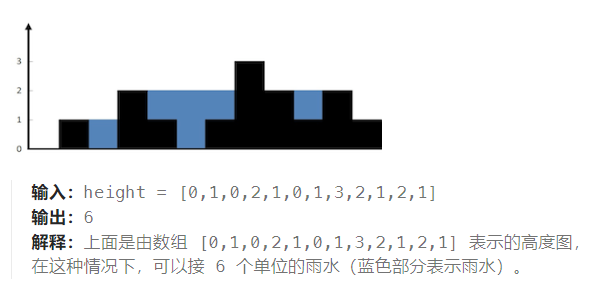 3
2
1
0
输入：height = [0,1,0,2,1,0,1,3,2,1,2,1]
输出：6
解释：上面是由数组 [0,1,0,2,1,0,1,3,2,1,2,1] 表示的高度图，
在这种情况下，可以接 6 个单位的雨水（蓝色部分表示雨水）。